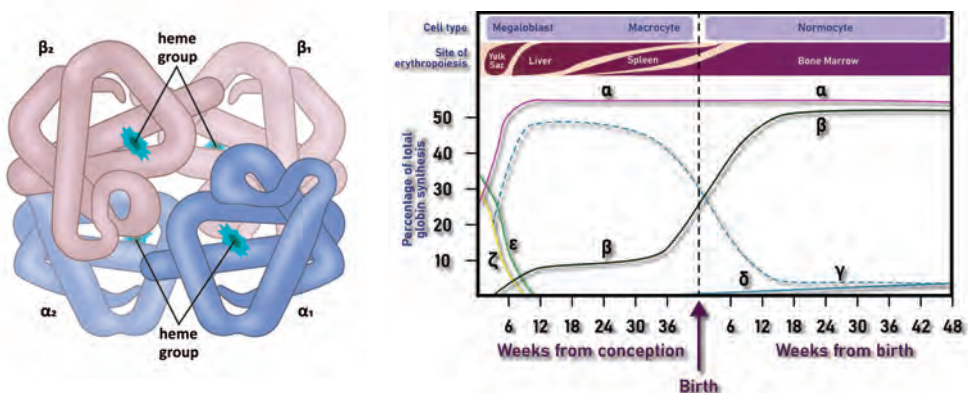 β₂
heme
group
β₁
α₂
heme
group
α₁
Cell type
Megaloblast
Macrocyte
Normocyte
Site of
erythropoiesis
Yolk
Sac
Liver
Spleen
Bone Marrow
Percentage of total
globin synthesis
50
40
30
20
10
α
α
β
ζ
ε
β
δ
γ
6 12 18 24 30 36
6 12 18 24 30 36 42 48
Weeks from conception
Weeks from birth
Birth